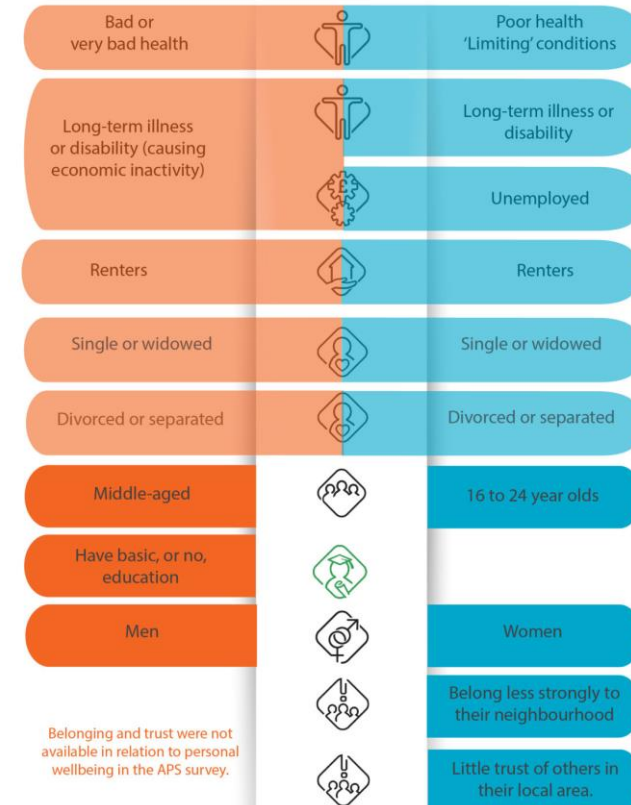 Bad or
very bad health
Poor health
‘Limiting’ conditions
Long-term illness
or disability (causing
economic inactivity)
Long-term illness or
disability
£
Unemployed
Renters
Renters
Single or widowed
Single or widowed
Divorced or separated
Divorced or separated
Middle-aged
16 to 24 year olds
Have basic, or no,
education
Men
Women
Belong less strongly to
their neighbourhood
Belonging and trust were not
available in relation to personal
wellbeing in the APS survey.
Little trust of others in
their local area.